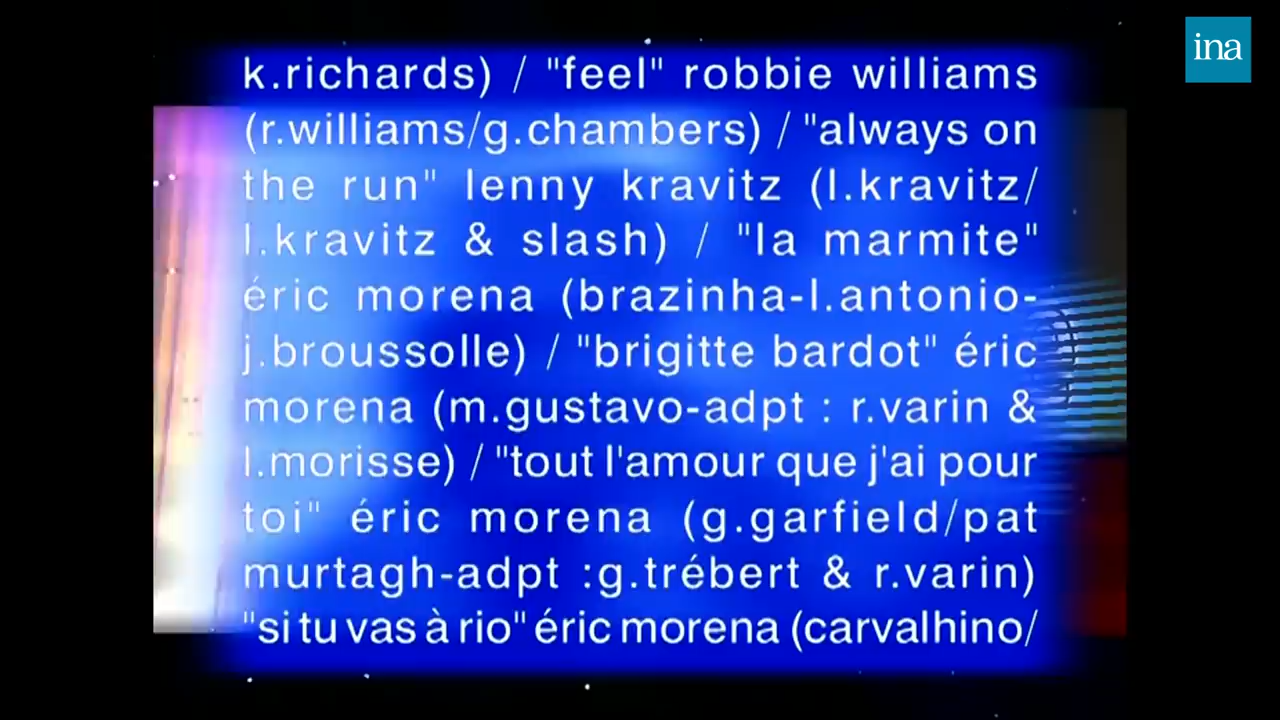 ina
k.richards) / "feel" robbie williams
(r.williams/g.chambers) / "always on
the run" lenny kravitz (l.kravitz/
l.kravitz & slash) / "la marmite"
éric morena (brazinha-l.antonio-
j.broussolle) / "brigitte bardot" éric
morena (m.gustavo-adpt : r.varin &
l.morisse) / "tout l'amour que j'ai pour
toi" éric morena (g.garfield/pat
murtagh-adpt :g.trébert & r.varin)
"si tu vas à rio" éric morena (carvalhino/